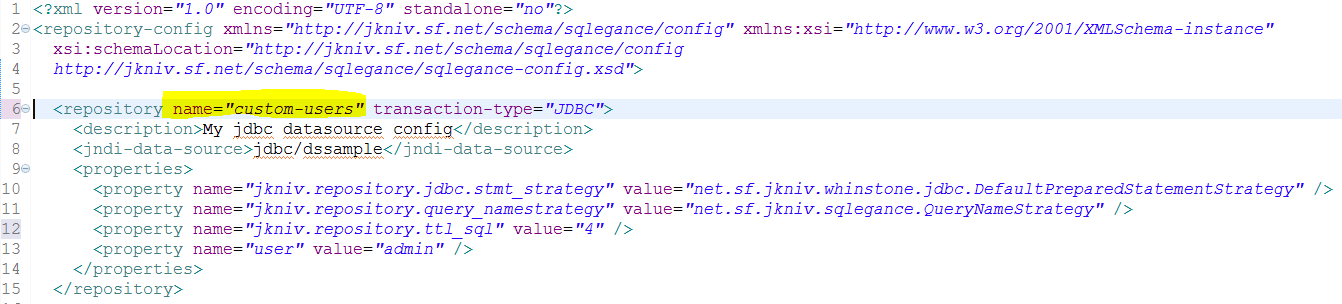 1 <?xml version="1.0" encoding="UTF-8" standalone="no"?>
2 <repository-config xmlns="http://jkniv.sf.net/schema/sqlegance/config" xmlns:xsi="http://www.w3.org/2001/XMLSchema-instance"
3 xsi:schemaLocation="http://jkniv.sf.net/schema/sqlegance/config
4 http://jkniv.sf.net/schema/sqlegance/sqlegance-config.xsd">
5
6 <repository name="custom-users" transaction-type="JDBC">
7 <description>My jdbc datasource config</description>
8 <jndi-data-source>jdbc/dssample</jndi-data-source>
9 <properties>
10 <property name="jkniv.repository.jdbc.stmt_strategy" value="net.sf.jkniv.whinstone.jdbc.DefaultPreparedStatementStrategy" />
11 <property name="jkniv.repository.query_namestrategy" value="net.sf.jkniv.sqlegance.QueryNameStrategy" />
12 <property name="jkniv.repository.ttl_sql" value="4" />
13 <property name="user" value="admin" />
14 </properties>
15 </repository>